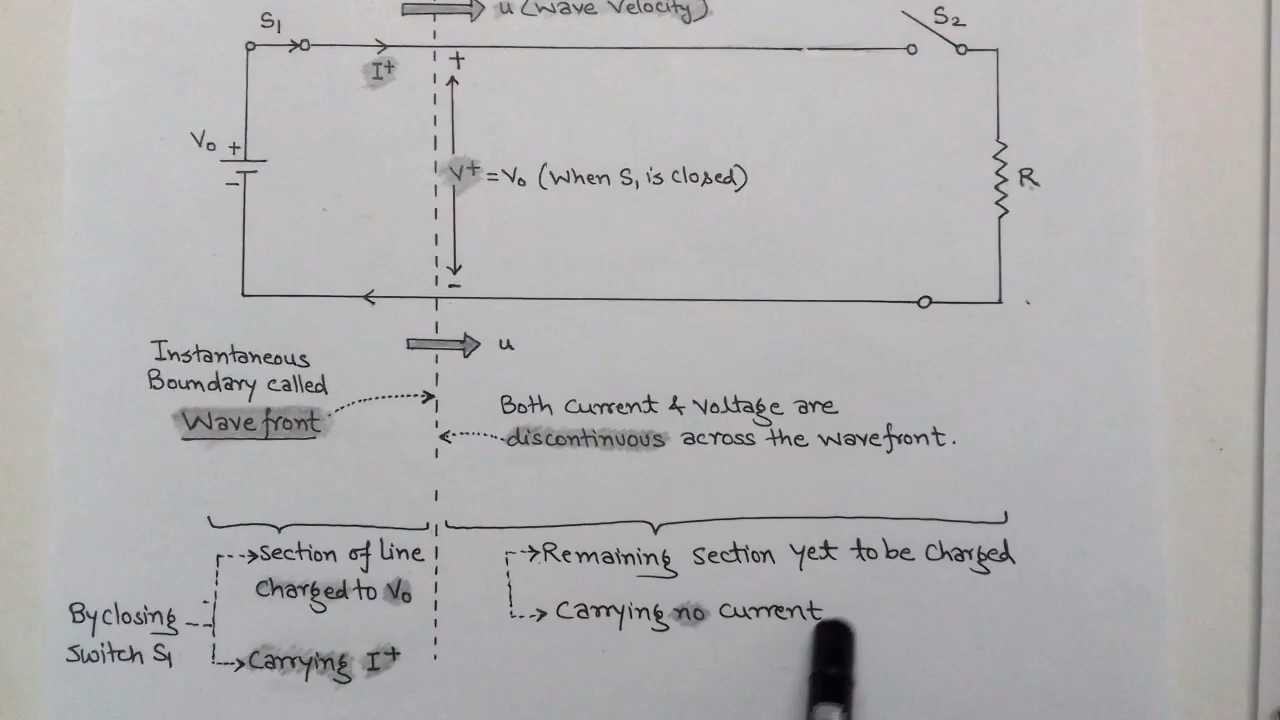 u (Wave Velocity)
S1
S2
I+
+
V0 +
-
V+ = V0 (When S1 is closed)
R
-
u
Instantaneous
Boundary called
Wavefront
Both Current & Voltage are
discontinuous across the wavefront.
Section of Line
Charged to V0
By closing
Switch S1
Carrying I+
Remaining section yet to be charged
Carrying no current